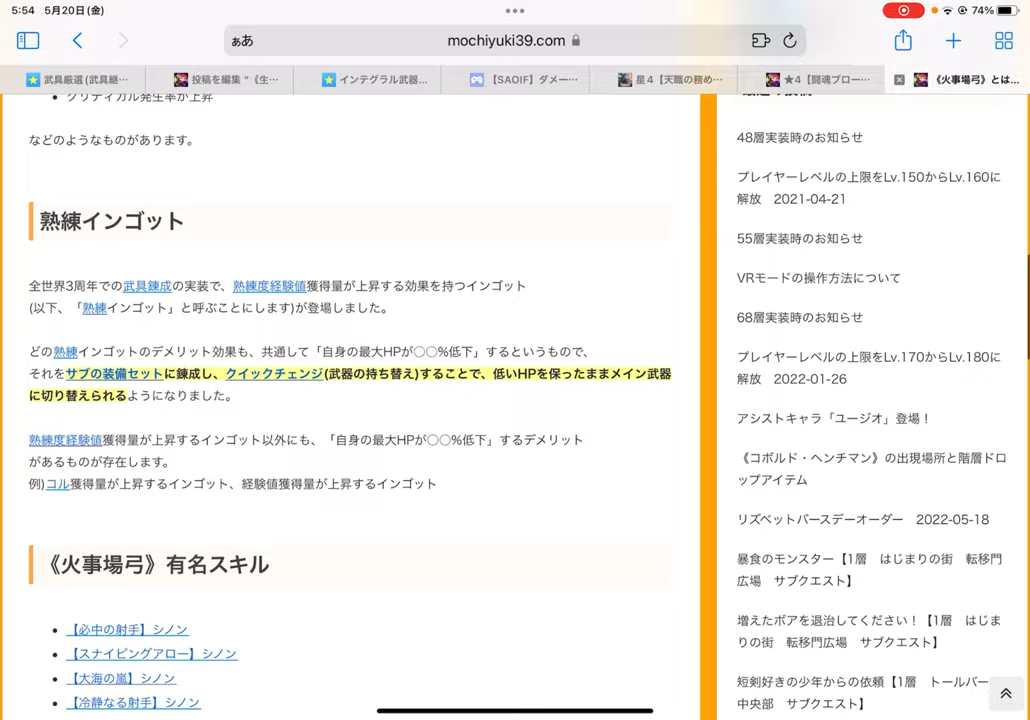 5:54 5月20日(金)
74%
ぁあ
mochiyuki39.com
武具厳選 (武具継…
投稿を編集 “《生…
インテグラル武器…
【SAOIF】ダメー…
星４【天職の務め…
★4【闘魂ブロー…
《火事場弓》とは…
クリティカル発生率が上昇
などのようなものがあります。
熟練インゴット
全世界3周年での武具錬成の実装で、熟練度経験値獲得量が上昇する効果を持つインゴット
(以下、「熟練インゴット」と呼ぶことにします)が登場しました。
どの熟練インゴットのデメリット効果も、共通して「自身の最大HPが〇〇%低下」するというもので、
それをサブの装備セットに錬成し、クイックチェンジ(武器の持ち替え)することで、低いHPを保ったままメイン武器
に切り替えられるようになりました。
熟練度経験値獲得量が上昇するインゴット以外にも、「自身の最大HPが〇〇%低下」するデメリット
があるものが存在します。
例)コル獲得量が上昇するインゴット、経験値獲得量が上昇するインゴット
《火事場弓》有名スキル
【必中の射手】シノン
【スナイピングアロー】シノン
【大海の嵐】シノン
【冷静なる射手】シノン
48層実装時のお知らせ
プレイヤーレベルの上限をLv.150からLv.160に
解放 2021-04-21
55層実装時のお知らせ
VRモードの操作方法について
68層実装時のお知らせ
プレイヤーレベルの上限をLv.170からLv.180に
解放 2022-01-26
アシストキャラ「ユージオ」登場！
《コボルド・ヘンチマン》の出現場所と階層ドロ
ップアイテム
リズベットバースデーオーダー 2022-05-18
暴食のモンスター【1層 はじまりの街 転移門
広場 サブクエスト】
増えたボアを退治してください！【1層 はじま
りの街 転移門広場 サブクエスト】
短剣好きの少年からの依頼【1層 トールバー
中央部 サブクエスト】